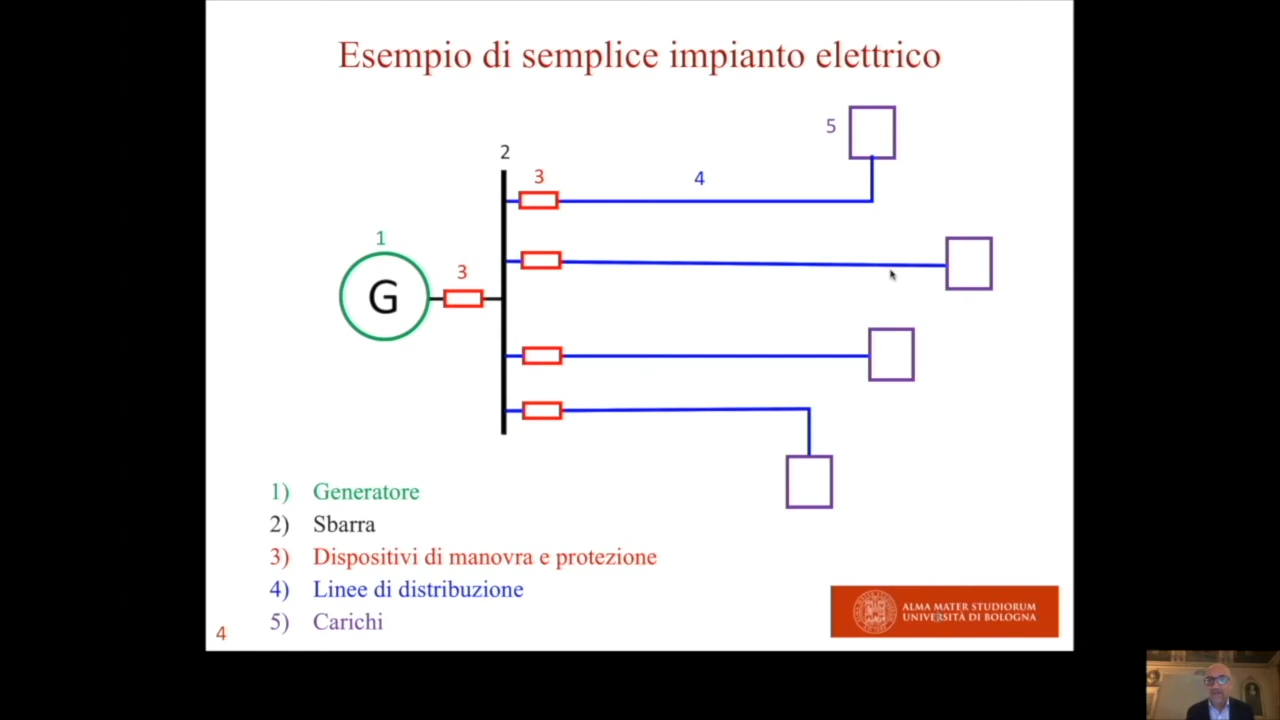 Esempio di semplice impianto elettrico
5
2
3
4
1
3
G
1) Generatore
2) Sbarra
3) Dispositivi di manovra e protezione
4) Linee di distribuzione
5) Carichi
4
ALMA MATER STUDIORUM
UNIVERSITÀ DI BOLOGNA